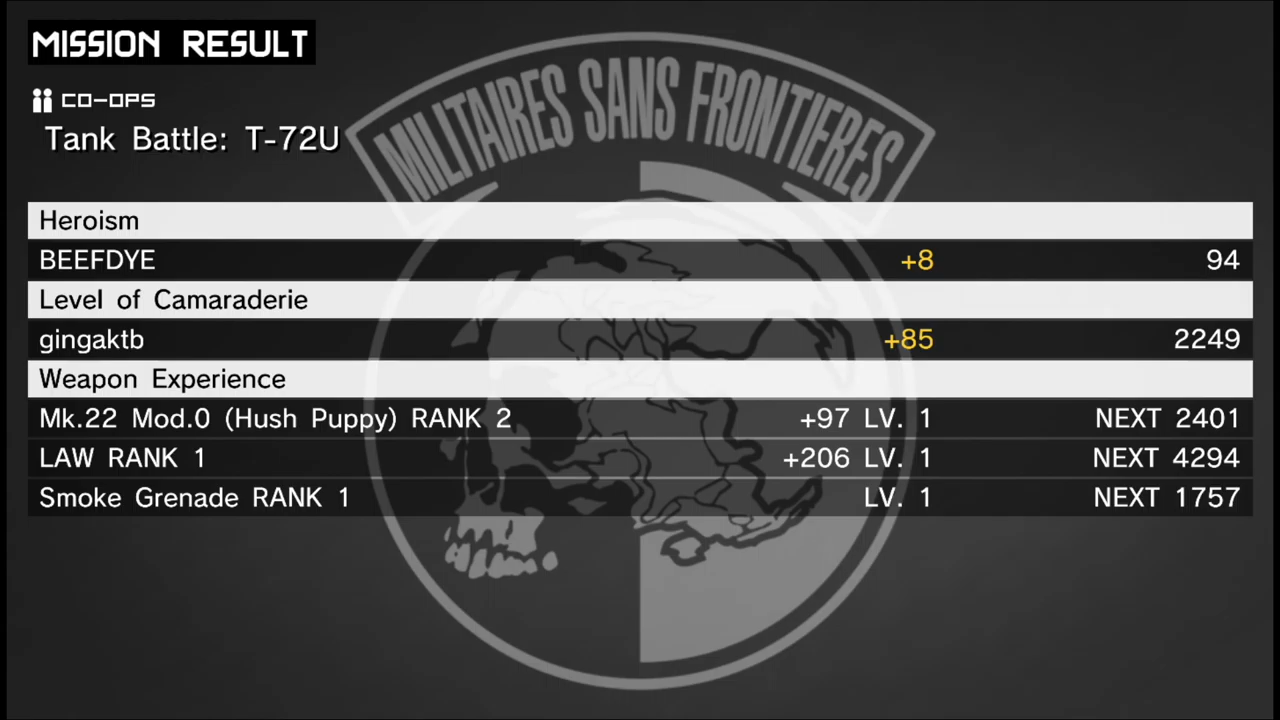 MISSION RESULT
CO-OPS
Tank Battle: T-72U
MILITAIRES SANS FRONTIERES
Heroism
BEEFDYE +8 94
Level of Camaraderie
gingaktb +85 2249
Weapon Experience
Mk.22 Mod.0 (Hush Puppy) RANK 2 +97 LV. 1 NEXT 2401
LAW RANK 1 +206 LV. 1 NEXT 4294
Smoke Grenade RANK 1 LV. 1 NEXT 1757